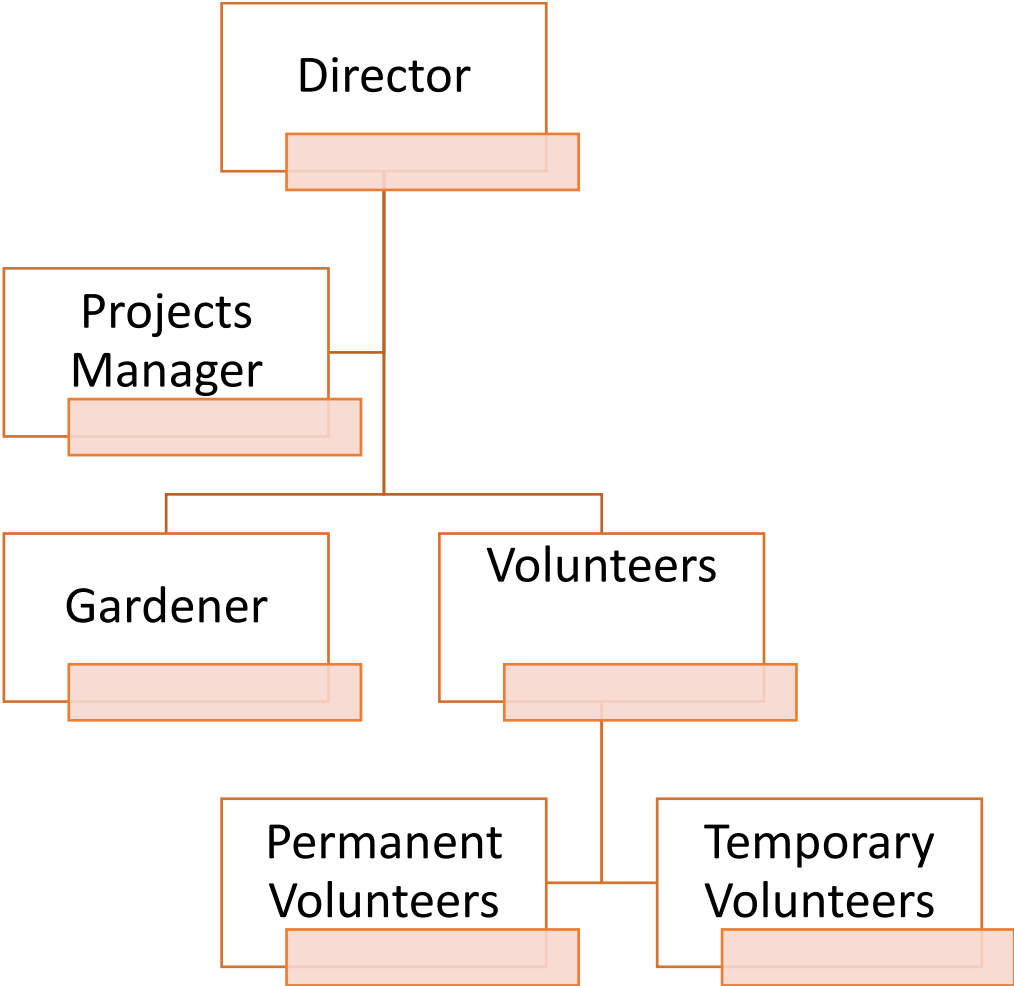 Director
Projects
Manager
Gardener
Volunteers
Permanent
Volunteers
Temporary
Volunteers